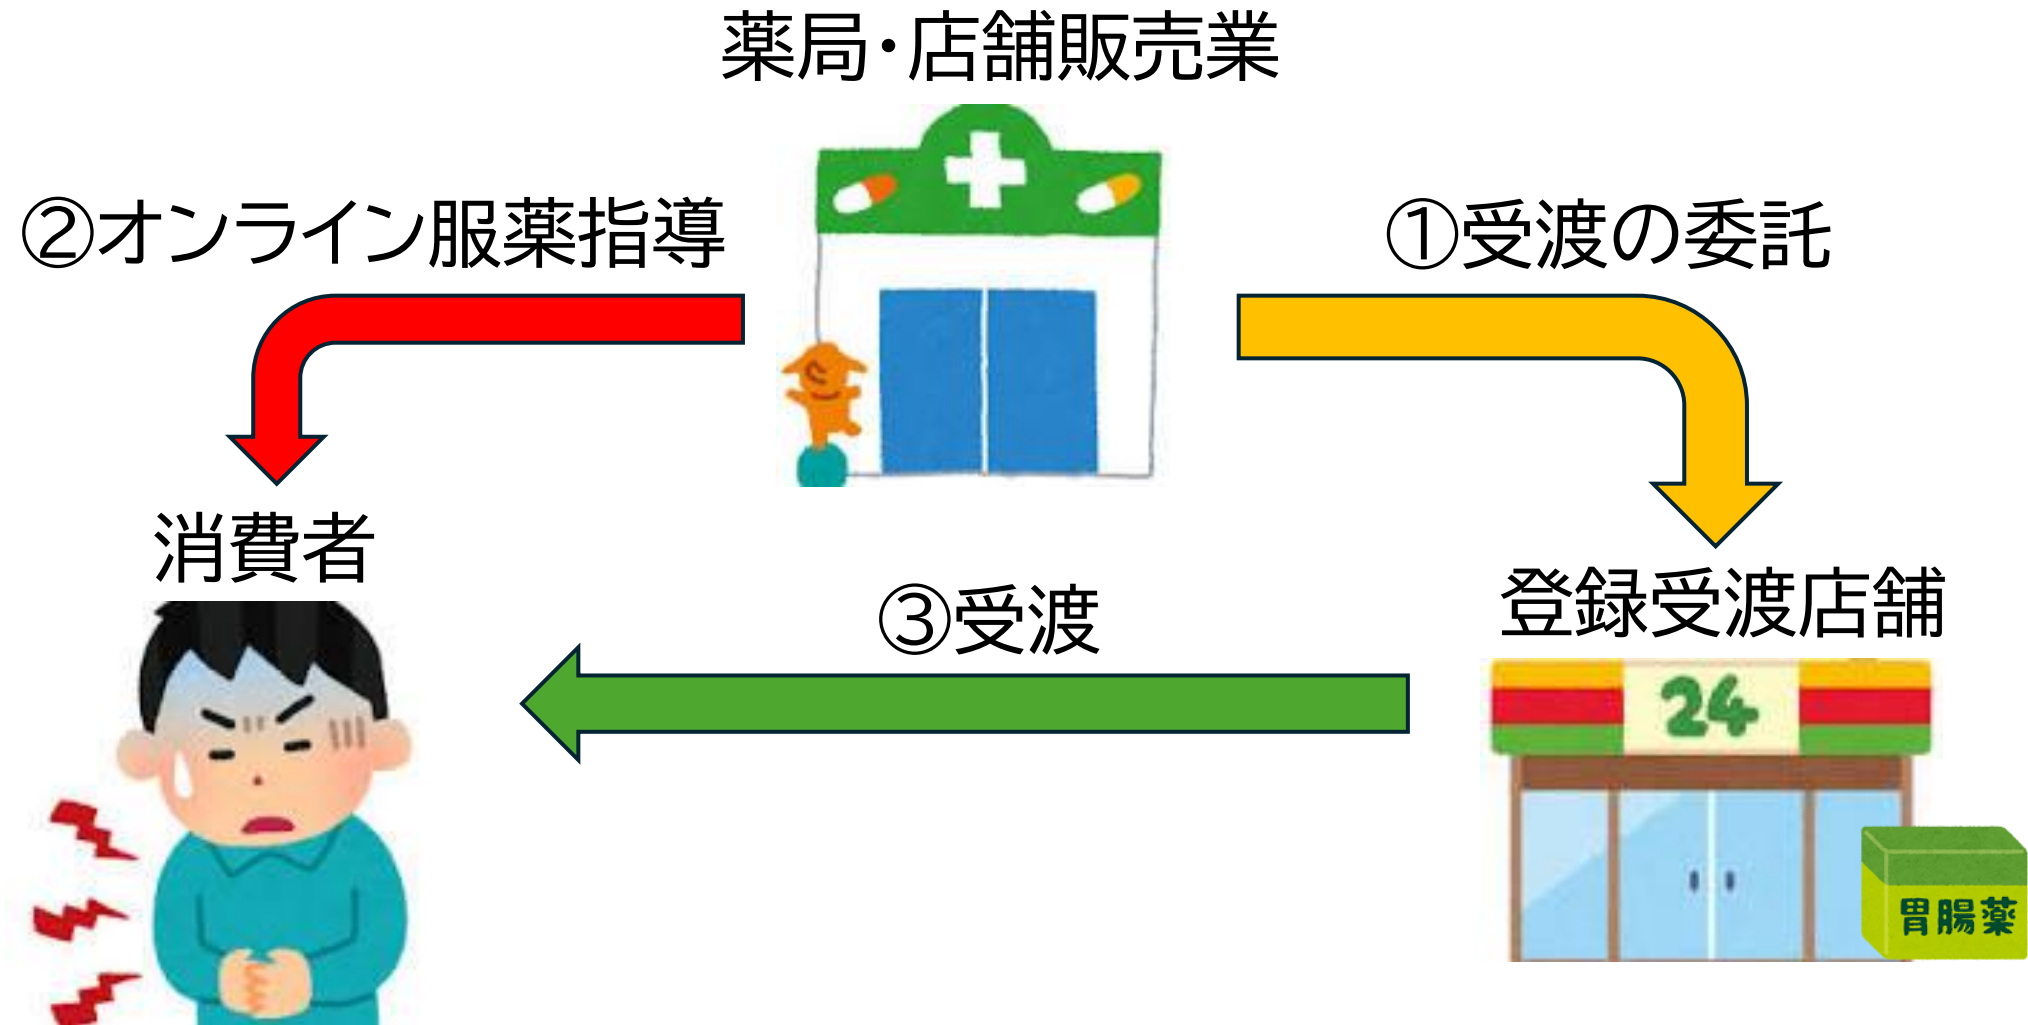 薬局・店舗販売業
②オンライン服薬指導
①受渡の委託
消費者
③受渡
登録受渡店舗
24
胃腸薬